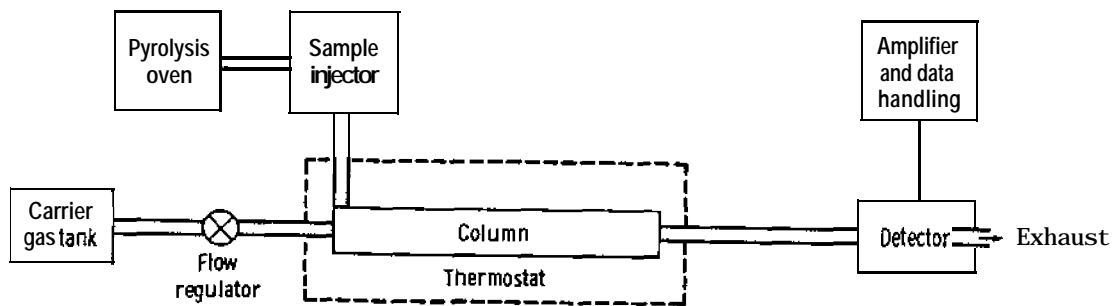 Pyrolysis
oven
Sample
injector
Amplifier
and data
handling
Carrier
gas tank
Flow
regulator
Column
Thermostat
Detector
Exhaust